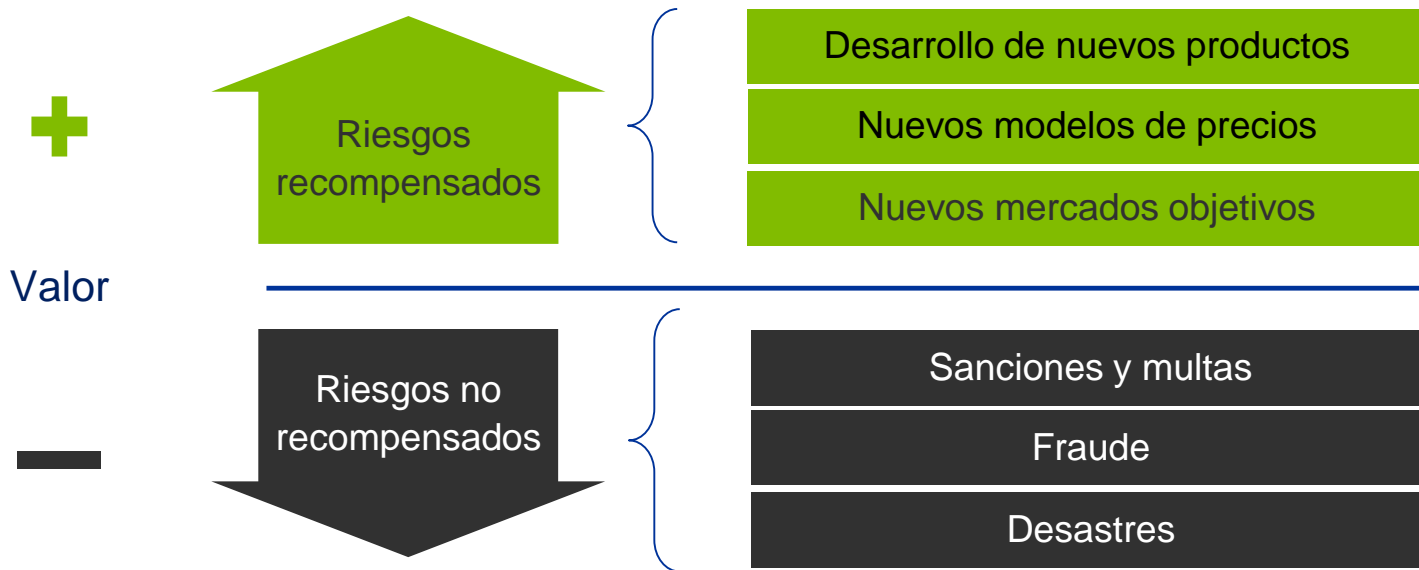 +
Riesgos
recompensados
Desarrollo de nuevos productos
Nuevos modelos de precios
Nuevos mercados objetivos
Valor
Riesgos no
recompensados
Sanciones y multas
Fraude
Desastres